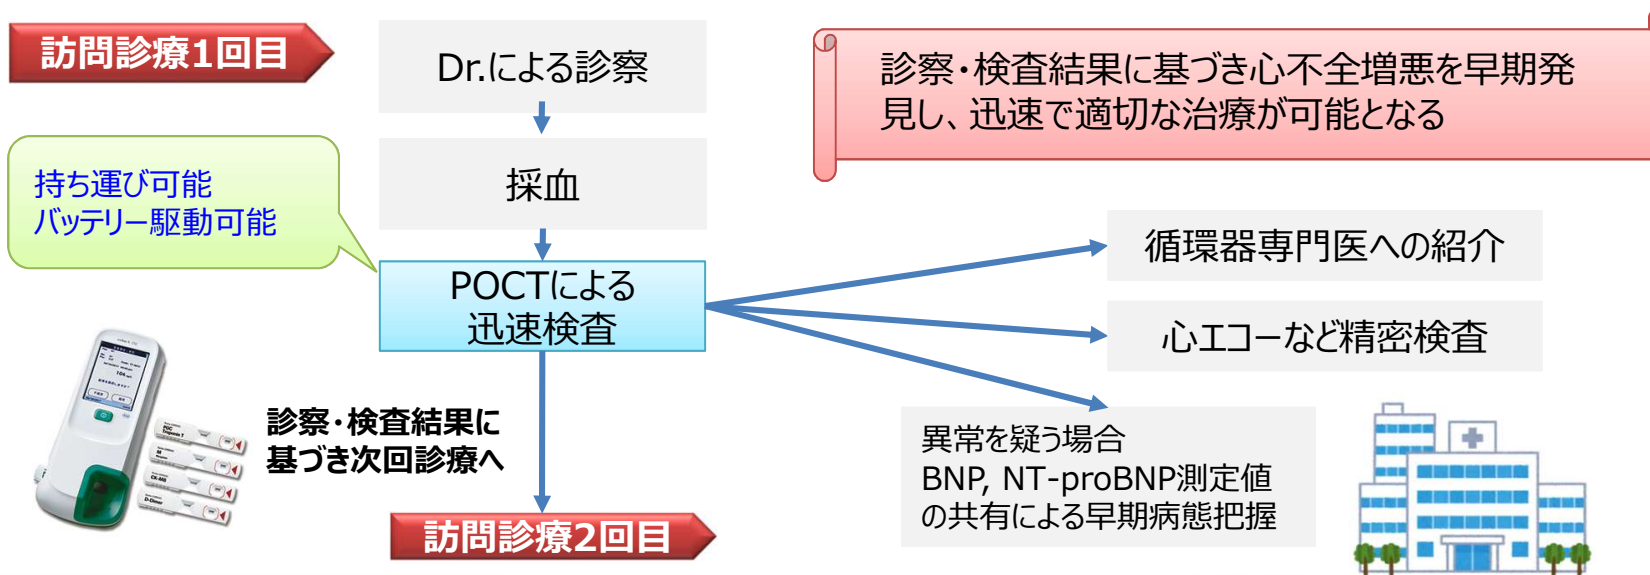 訪問診療1回目
Dr.による診察
診察・検査結果に基づき心不全増悪を早期発
見し、迅速で適切な治療が可能となる
持ち運び可能
バッテリー駆動可能
採血
POCTによる
迅速検査
循環器専門医への紹介
心エコーなど精密検査
診察・検査結果に
基づき次回診療へ
異常を疑う場合
BNP, NT-proBNP測定値
の共有による早期病態把握
訪問診療2回目
Troponin T
M
CK-MB
D-Dimer